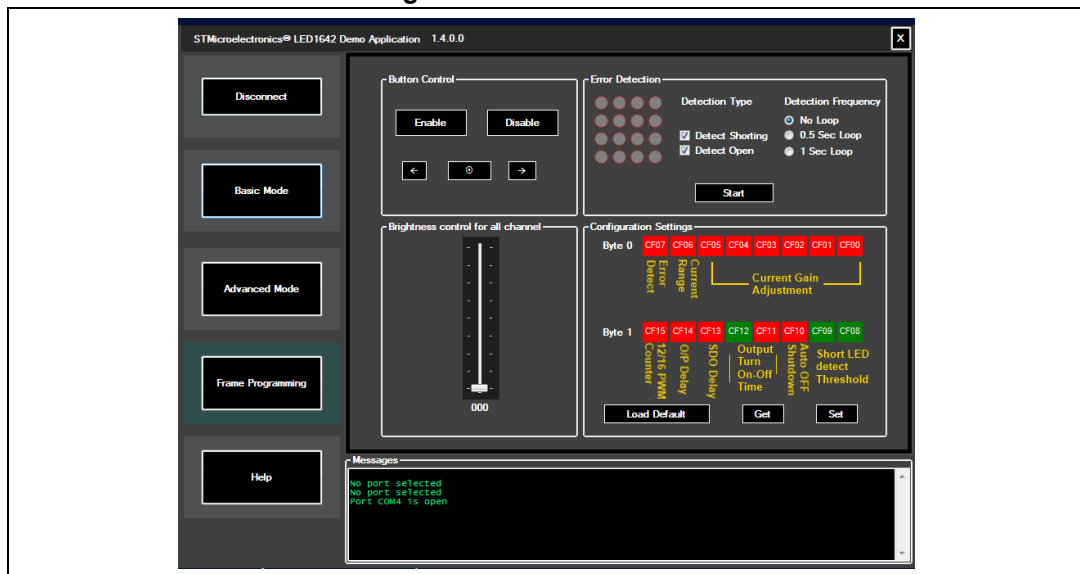 STMicroelectronics® LED1642 Demo Application 1.4.0.0
X
Disconnect
Basic Mode
Advanced Mode
Frame Programming
Help
Button Control
Enable Disable
← ⊙ →
Error Detection
Detection Type
Detect Shorting
Detect Open
Detection Frequency
No Loop
0.5 Sec Loop
1 Sec Loop
Start
Brightness control for all channel
000
Configuration Settings
Byte 0 CF07 CF06 CF05 CF04 CF03 CF02 CF01 CF00
Error
Detect
Current
Range
Current Gain
Adjustment
Byte 1 CF15 CF14 CF13 CF12 CF11 CF10 CF09 CF08
12/16 PWM
Counter
O/P Delay
SDO Delay
Output
Turn
On-Off
Time
Auto OFF
Shutdown
Short LED
detect
Threshold
Load Default Get Set
Messages
No port selected
No port selected
Port COM4 is open